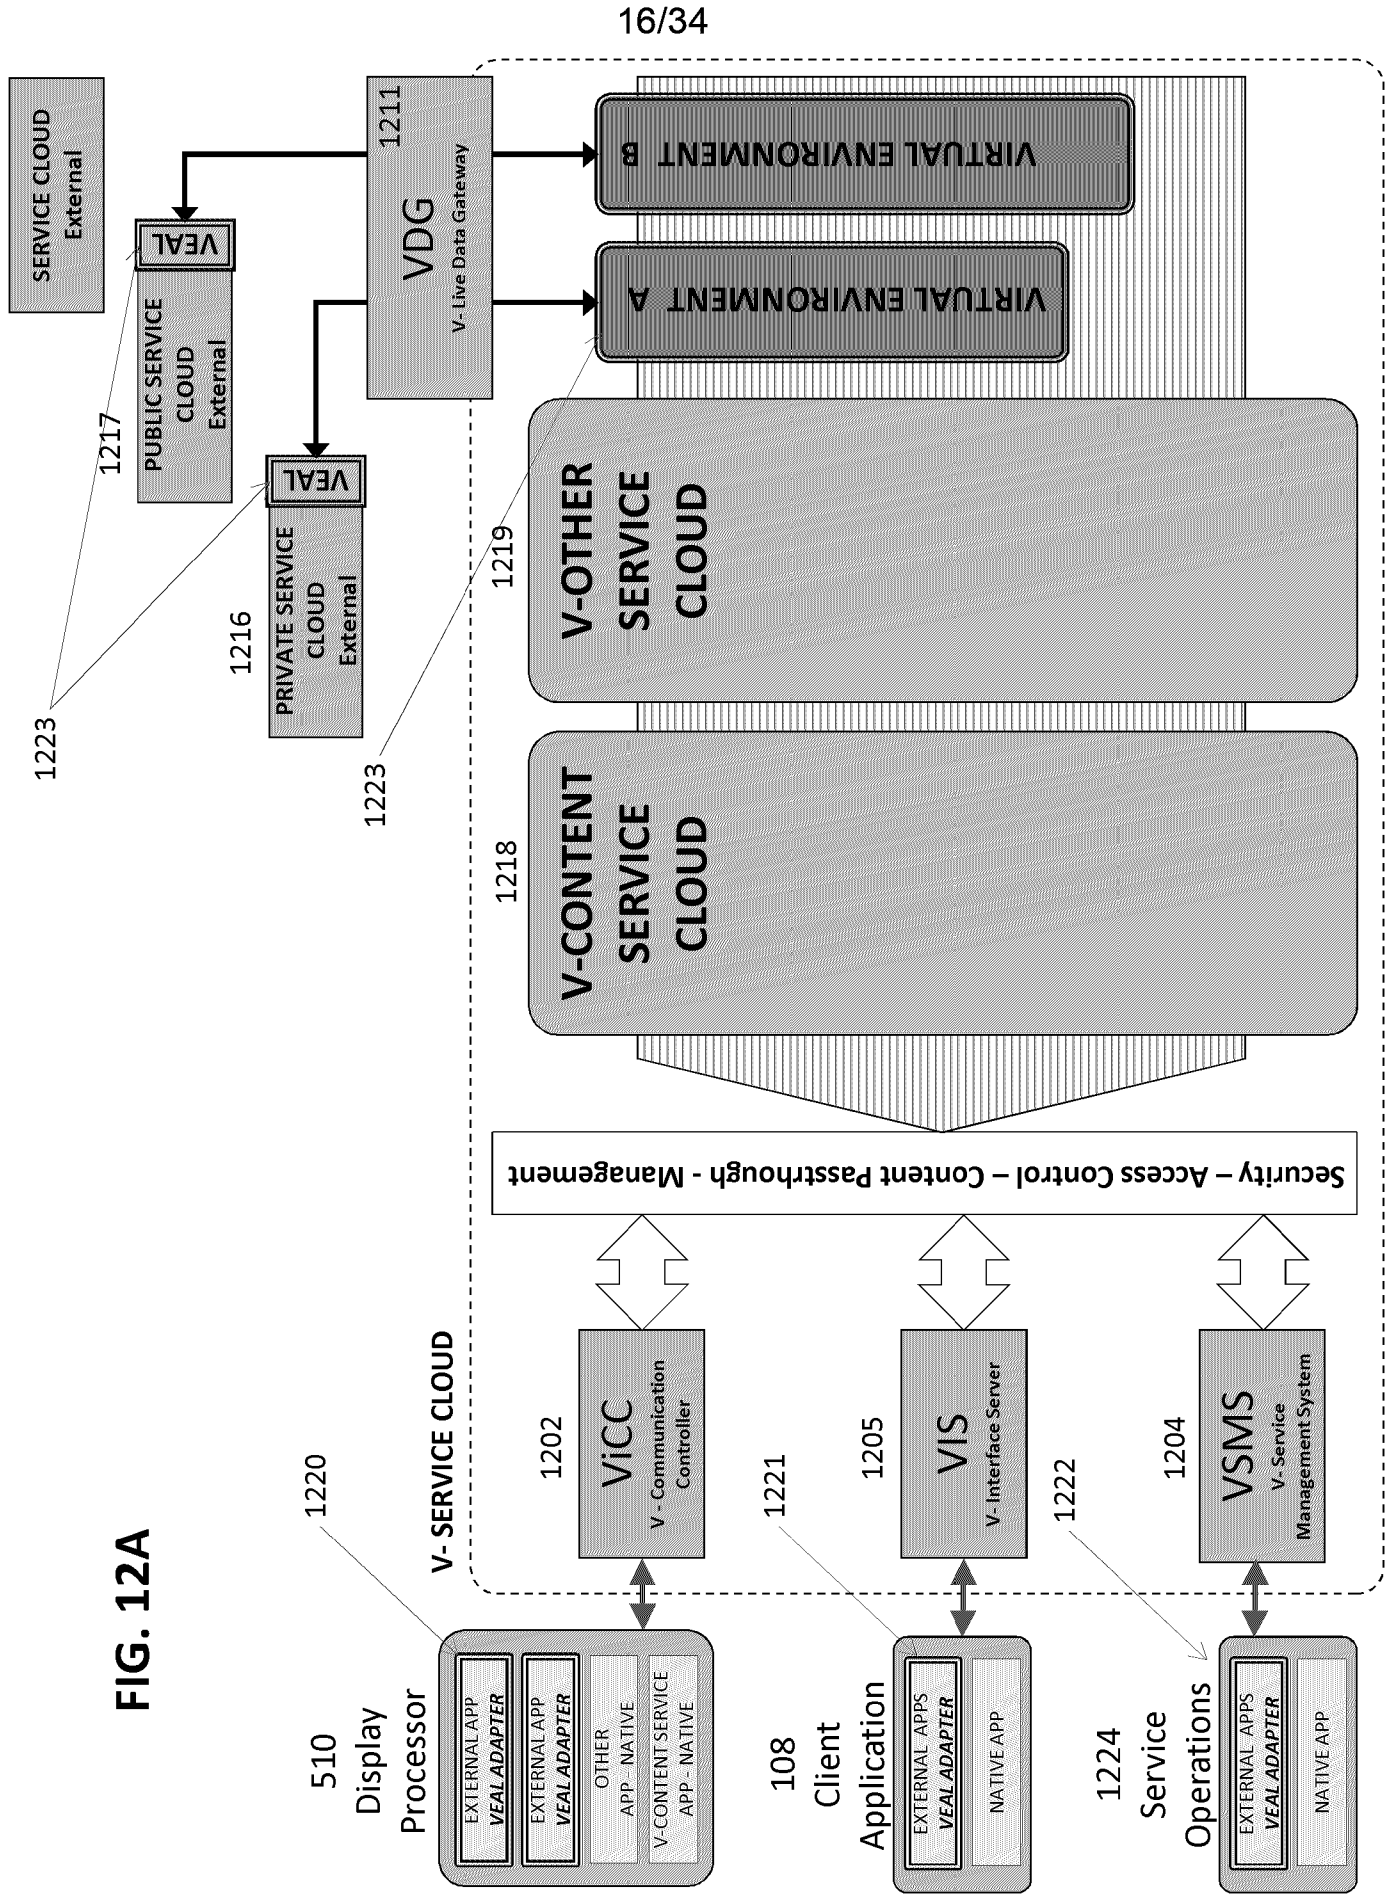 16/34
FIG. 12A
SERVICE CLOUD
External
1223
1217
PUBLIC SERVICE
CLOUD
External
VEAL
1216
PRIVATE SERVICE
CLOUD
External
VEAL
1211
VDG
V- Live Data Gateway
1223
V- SERVICE CLOUD
510
Display
Processor
1220
EXTERNAL APP
VEAL ADAPTER
EXTERNAL APP
VEAL ADAPTER
OTHER
APP - NATIVE
V-CONTENT SERVICE
APP - NATIVE
108
Client
Application
1221
EXTERNAL APPS
VEAL ADAPTER
NATIVE APP
1224
Service
Operations
1222
EXTERNAL APPS
VEAL ADAPTER
NATIVE APP
1202
ViCC
V - Communication
Controller
1205
VIS
V- Interface Server
1204
VSMS
V- Service
Management System
Security – Access Control – Content Passtrhough - Management
1218
V-CONTENT
SERVICE
CLOUD
1219
V-OTHER
SERVICE
CLOUD
VIRTUAL ENVIRONMENT A
VIRTUAL ENVIRONMENT B